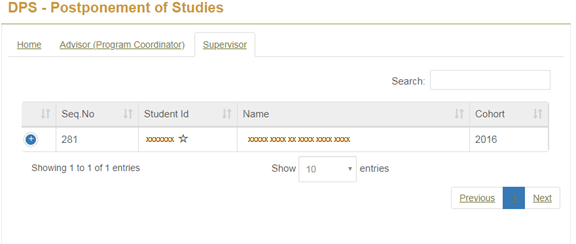 DPS - Postponement of Studies
Home Advisor (Program Coordinator) Supervisor
Search:
Seq.No Student Id Name Cohort
281 xxxxxxx xxxxx xxxx xx xxxx xxxx xxxx 2016
Showing 1 to 1 of 1 entries Show 10 entries
Previous 1 Next